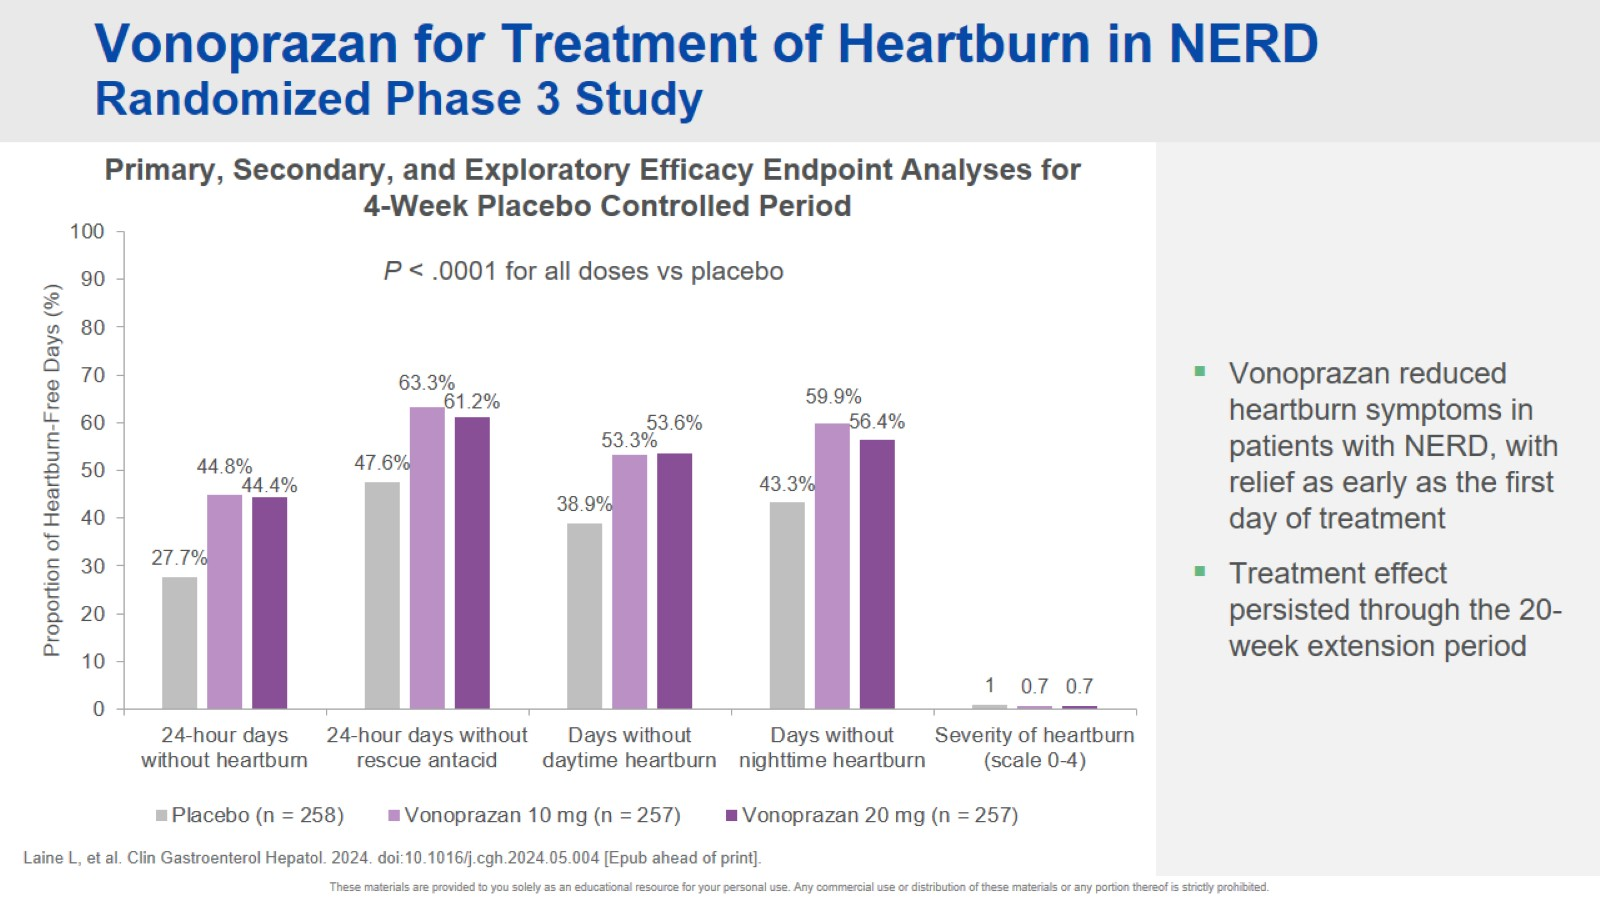 Vonoprazan for Treatment of Heartburn in NERD
Randomized Phase 3 Study
Primary, Secondary, and Exploratory Efficacy Endpoint Analyses for
4-Week Placebo Controlled Period
P < .0001 for all doses vs placebo
Proportion of Heartburn-Free Days (%)
100
90
80
70
60
50
40
30
20
10
0
27.7%
44.8%
44.4%
47.6%
63.3%
61.2%
38.9%
53.3%
53.6%
43.3%
59.9%
56.4%
1
0.7
0.7
24-hour days
without heartburn
24-hour days without
rescue antacid
Days without
daytime heartburn
Days without
nighttime heartburn
Severity of heartburn
(scale 0-4)
Placebo (n = 258)
Vonoprazan 10 mg (n = 257)
Vonoprazan 20 mg (n = 257)
Vonoprazan reduced
heartburn symptoms in
patients with NERD, with
relief as early as the first
day of treatment
Treatment effect
persisted through the 20-
week extension period
Laine L, et al. Clin Gastroenterol Hepatol. 2024. doi:10.1016/j.cgh.2024.05.004 [Epub ahead of print].
These materials are provided to you solely as an educational resource for your personal use. Any commercial use or distribution of these materials or any portion thereof is strictly prohibited.